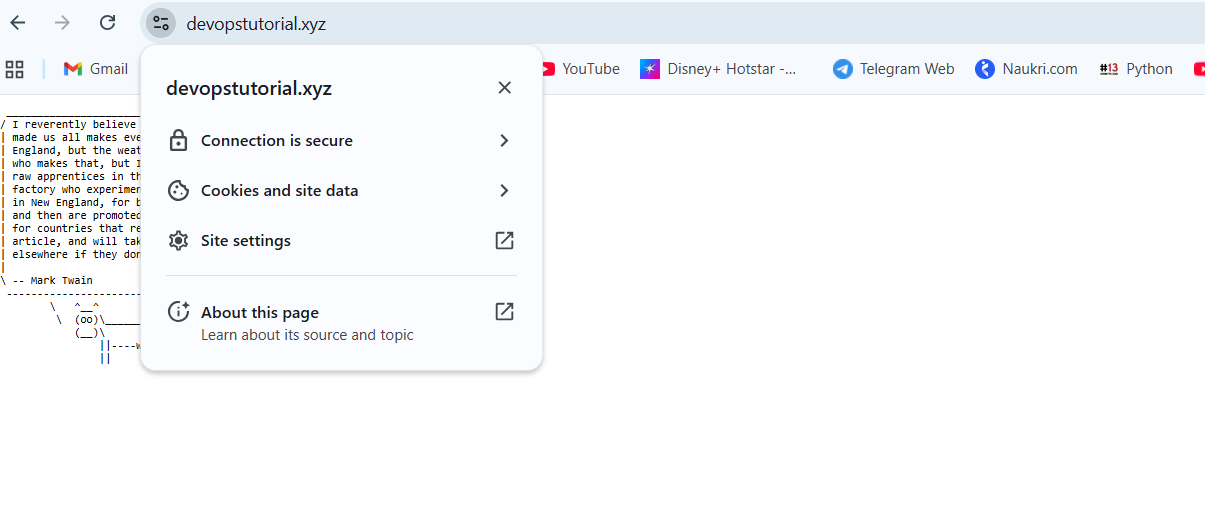 devopstutorial.xyz
Gmail
YouTube
Disney+ Hotstar -...
Telegram Web
Naukri.com
#13 Python
devopstutorial.xyz
Connection is secure
Cookies and site data
Site settings
About this page
Learn about its source and topic
/ I reverently believe
| made us all makes eve
| England, but the weat
| who makes that, but I
| raw apprentices in th
| factory who experimen
| in New England, for b
| and then are promoted
| for countries that re
| article, and will tak
| elsewhere if they don
|
\ -- Mark Twain
\ ^__^
\ (oo)\______
(__)\
||----w
||